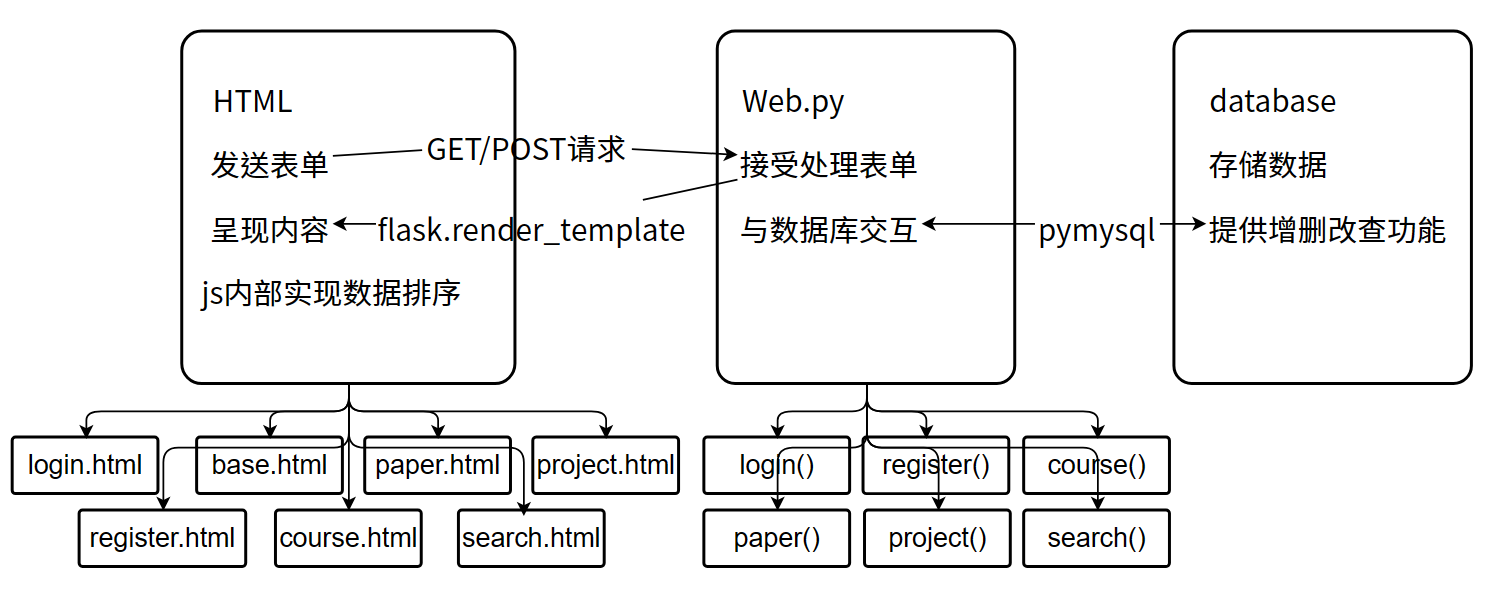 HTML
发送表单
呈现内容
js内部实现数据排序
GET/POST请求
flask.render_template
Web.py
接受处理表单
与数据库交互
pymysql
database
存储数据
提供增删改查功能
login.html
base.html
paper.html
project.html
register.html
course.html
search.html
login()
register()
course()
paper()
project()
search()